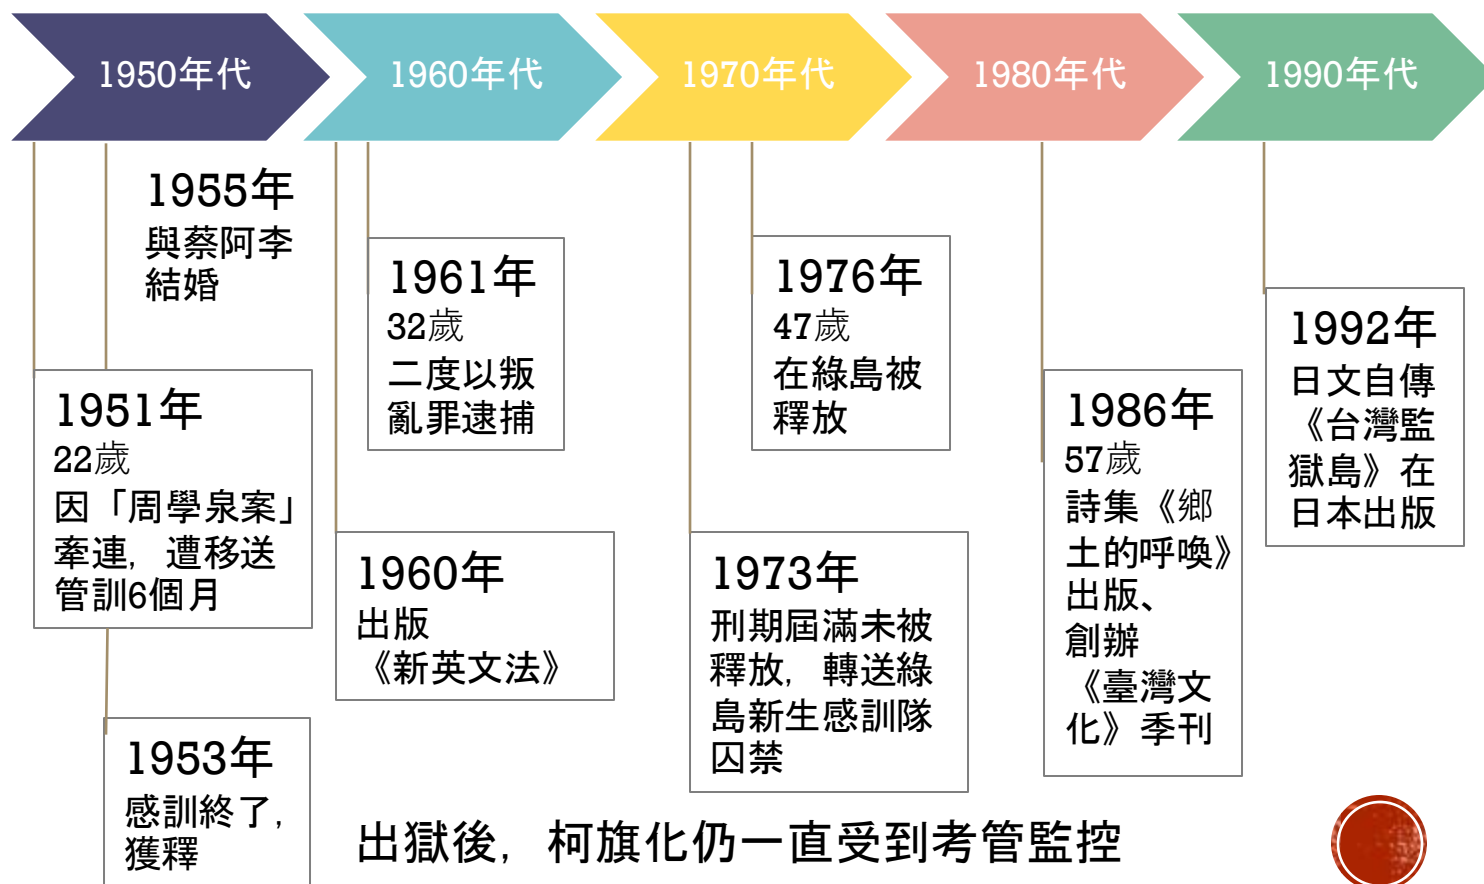 1950年代
1960年代
1970年代
1980年代
1990年代
1955年
與蔡阿李
結婚
1951年
22歲
因「周學泉案」
牽連，遭移送
管訓6個月
1953年
感訓終了，
獲釋
1961年
32歲
二度以叛
亂罪逮捕
1960年
出版
《新英文法》
1976年
47歲
在綠島被
釋放
1973年
刑期屆滿未被
釋放，轉送綠
島新生感訓隊
囚禁
1986年
57歲
詩集《鄉
土的呼喚》
出版、
創辦
《臺灣文
化》季刊
1992年
日文自傳
《台灣監
獄島》在
日本出版
出獄後，柯旗化仍一直受到考管監控